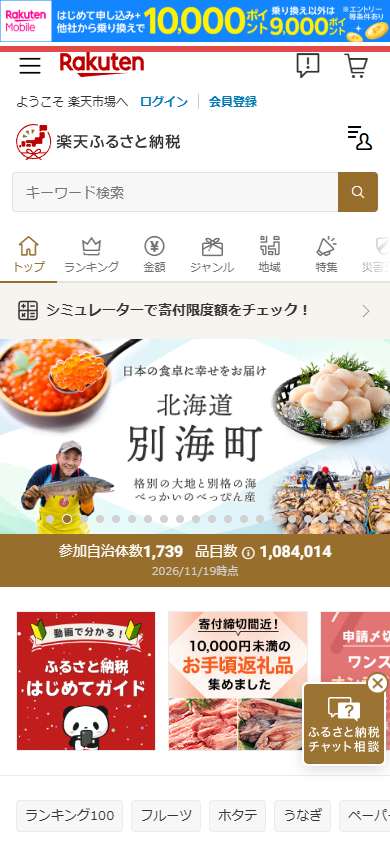 Rakuten
Mobile
はじめて申し込み+
他社から乗り換えで
10,000ポイント
乗り換え以外は
9,000ポイント
※エントリー
等条件あり
Rakuten
ようこそ 楽天市場へ ログイン 会員登録
楽天ふるさと納税
キーワード検索
トップ ランキング 金額 ジャンル 地域 特集 災害
シミュレーターで寄付限度額をチェック！
日本の食卓に幸せをお届け
北海道
別海町
格別の大地と別格の海
べっかいのべっぴん産
参加自治体数1,739 品目数 1,084,014
2026/11/19時点
動画で分かる！
ふるさと納税
はじめてガイド
寄付締切間近！
10,000円未満の
お手頃返礼品
集めました
申請〆切
ワンス
ふるさと納税
チャット相談
ランキング100 フルーツ ホタテ うなぎ ペーパー